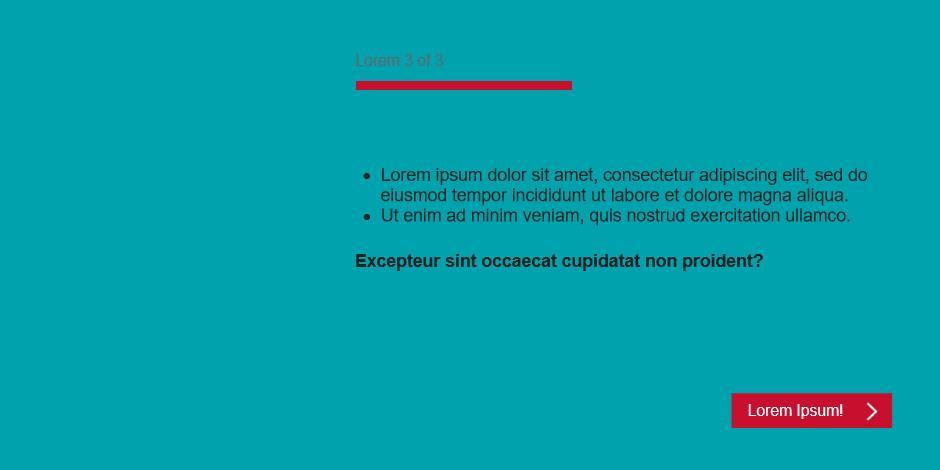 Lorem 3 of 3
• Lorem ipsum dolor sit amet, consectetur adipiscing elit, sed do
eiusmod tempor incididunt ut labore et dolore magna aliqua.
• Ut enim ad minim veniam, quis nostrud exercitation ullamco.
Excepteur sint occaecat cupidatat non proident?
Lorem Ipsum!